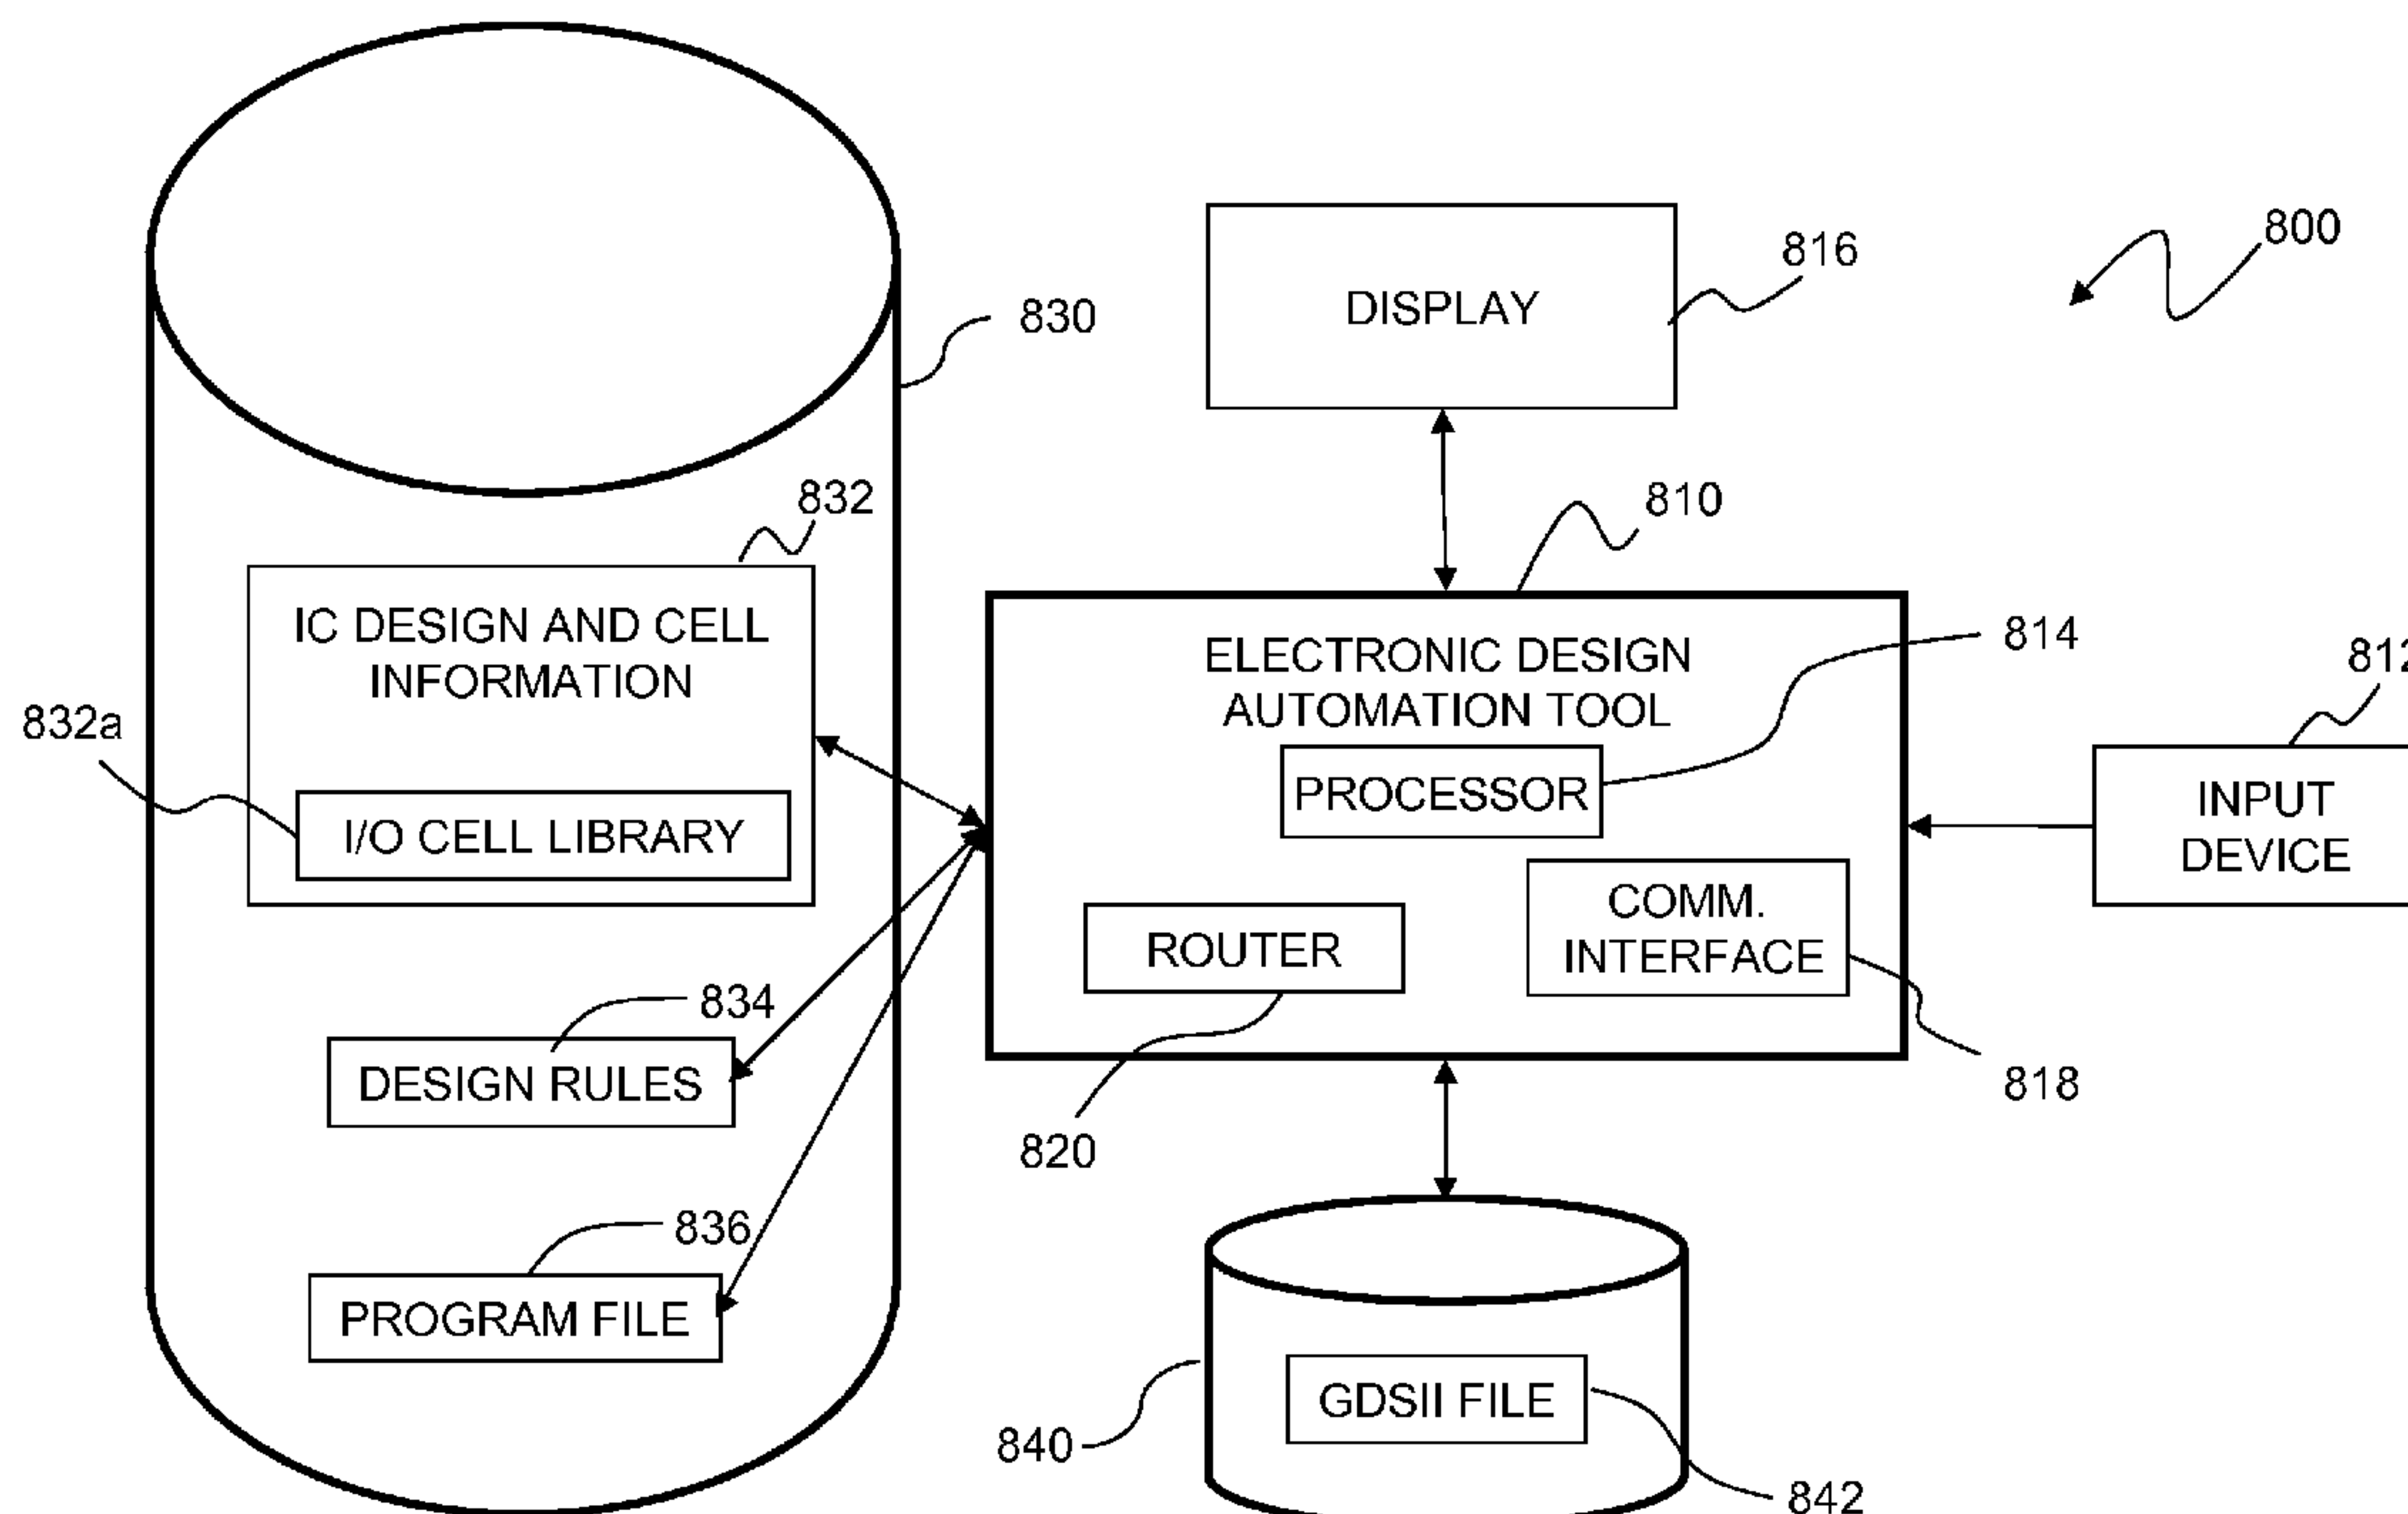 800
816
DISPLAY
830
832
810
IC DESIGN AND CELL
INFORMATION
832a
I/O CELL LIBRARY
ELECTRONIC DESIGN
AUTOMATION TOOL
814
812
PROCESSOR
INPUT
DEVICE
COMM.
INTERFACE
ROUTER
834
DESIGN RULES
818
820
836
PROGRAM FILE
GDSII FILE
840
842